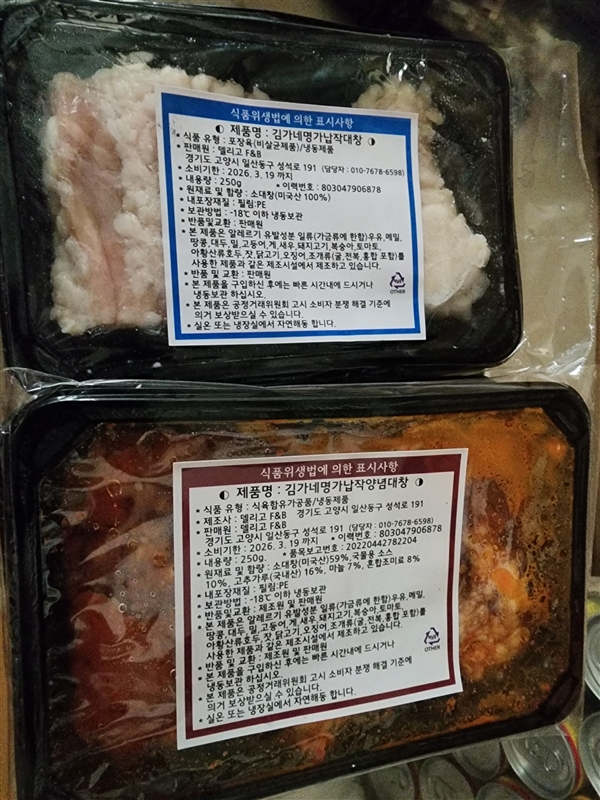 식품위생법에 의한 표시사항
◐ 제품명 : 김가네명가납작대창 ◑
• 식품 유형 : 포장육(비살균제품)/냉동제품
• 판매원 : 델리고 F&B
경기도 고양시 일산동구 성석로 191 (담당자 : 010-7678-6598)
• 소비기한 : 2026. 3. 19 까지
• 내용량 : 250g • 이력번호 : 803047906878
• 원재료 및 함량 : 소대창(미국산 100%)
• 내포장재질 : 필림:PE
• 보관방법 : -18℃ 이하 냉동보관
• 반품및교환 : 판매원
• 본 제품은 알레르기 유발성분 일류(가금류에 한함)우유,메밀,
땅콩,대두,밀,고등어,게,새우,돼지고기,복숭아,토마토,
아황산류호두,잣,닭고기,오징어,조개류(굴,전복,홍합 포함)를
사용한 제품과 같은 제조시설에서 제조하고 있습니다.
• 반품 및 교환 : 판매원
• 본 제품을 구입하신 후에는 빠른 시간내에 드시거나
냉동보관 하십시오.
• 본 제품은 공정거래위원회 고시 소비자 분쟁 해결 기준에
의거 보상받으실 수 있습니다.
• 실온 또는 냉장실에서 자연해동 합니다.
OTHER
식품위생법에 의한 표시사항
◐ 제품명 : 김가네명가납작양념대창 ◑
• 식품 유형 : 식육함유가공품/냉동제품
• 제조사 : 델리고 F&B 경기도 고양시 일산동구 성석로 191
• 판매원 : 델리고 F&B
경기도 고양시 일산동구 성석로 191 (담당자 : 010-7678-6598)
• 소비기한 : 2026. 3. 19 까지 • 이력번호 : 803047906878
• 내용량 : 250g. • 품목보고번호 : 20220442782204
• 원재료 및 함량 : 소대창(미국산)59%,국물용 소스
10%, 고추가루(국내산) 16%, 마늘 7%, 혼합조미료 8%
• 내포장재질 : 필림:PE
• 보관방법 : -18℃ 이하 냉동보관
• 반품및교환 : 제조원 및 판매원
• 본 제품은 알레르기 유발성분 일류(가금류에 한함)우유,메밀,
땅콩,대두,밀,고등어,게,새우,돼지고기,복숭아,토마토,
아황산류호두,잣,닭고기,오징어,조개류(굴,전복,홍합 포함)를
사용한 제품과 같은 제조시설에서 제조하고 있습니다.
• 반품 및 교환 : 제조원 및 판매원
• 본 제품을 구입하신 후에는 빠른 시간내에 드시거나
냉동보관 하십시오.
• 본 제품은 공정거래위원회 고시 소비자 분쟁 해결 기준에
의거 보상받으실 수 있습니다.
• 실온 또는 냉장실에서 자연해동 합니다.
OTHER